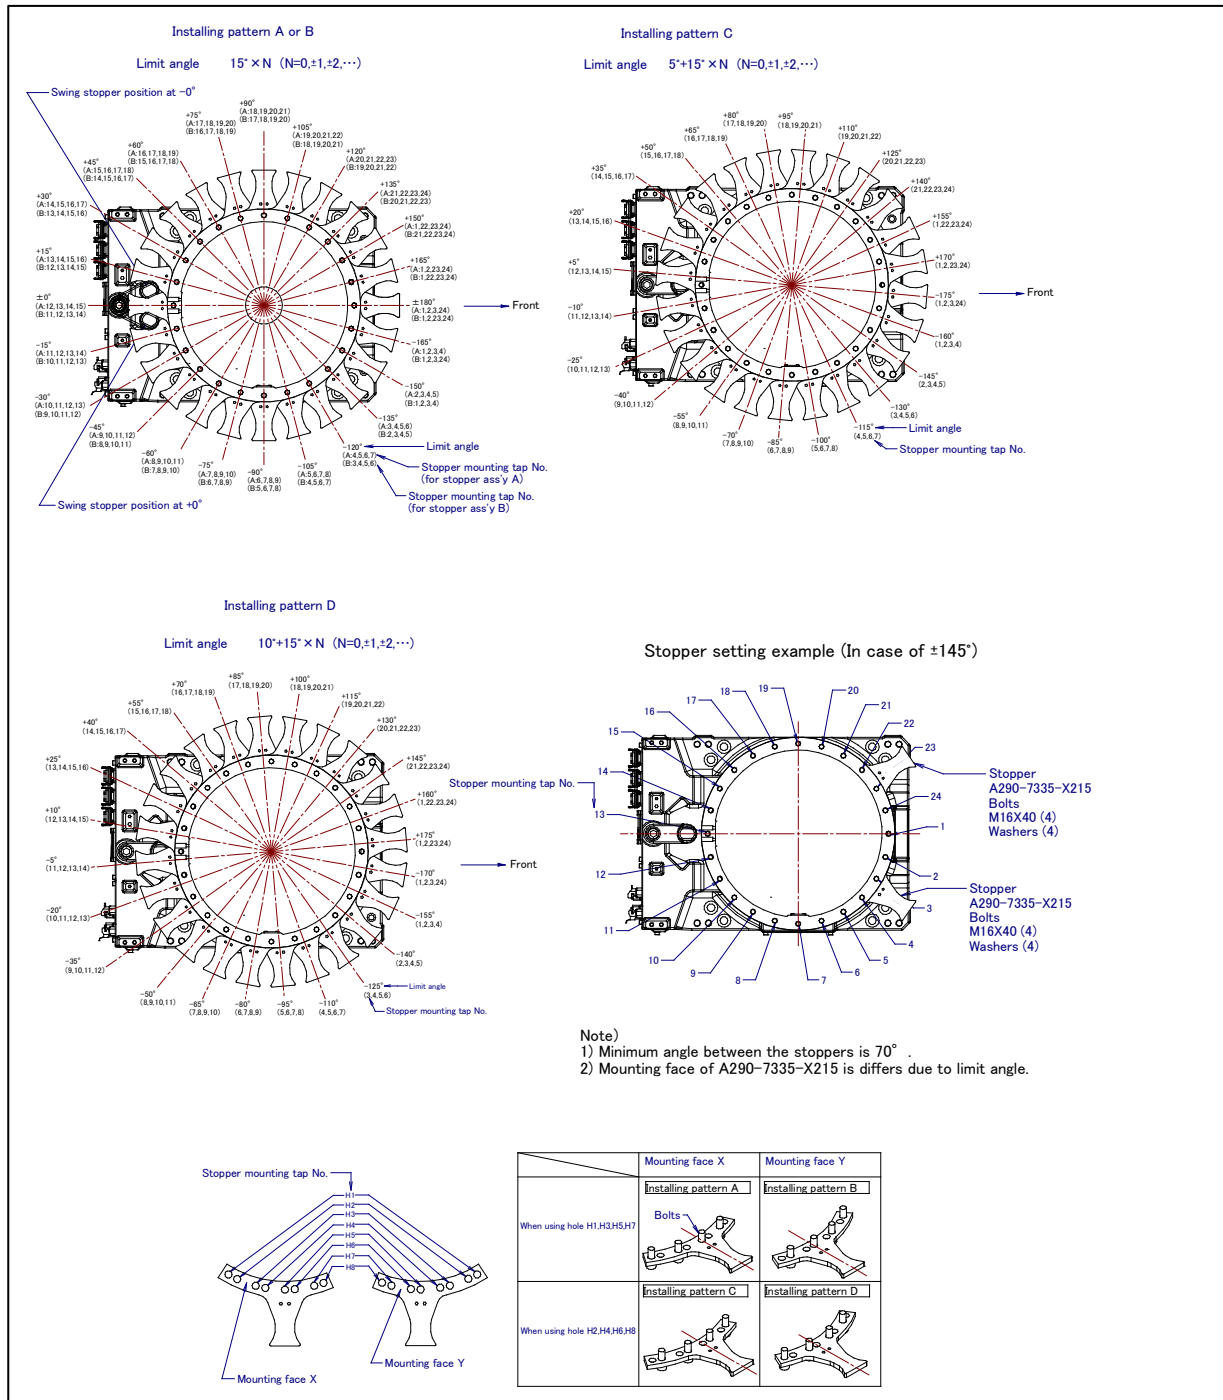 Installing pattern A or B
Limit angle 15°×N (N=0,±1,±2,⋯)
Swing stopper position at −0°
+90°
(A:18,19,20,21)
(B:17,18,19,20)
+75°
(A:17,18,19,20)
(B:16,17,18,19)
+105°
(A:19,20,21,22)
(B:18,19,20,21)
+60°
(A:16,17,18,19)
(B:15,16,17,18)
+120°
(A:20,21,22,23)
(B:19,20,21,22)
+45°
(A:15,16,17,18)
(B:14,15,16,17)
+135°
(A:21,22,23,24)
(B:20,21,22,23)
+30°
(A:14,15,16,17)
(B:13,14,15,16)
+150°
(A:1,22,23,24)
(B:21,22,23,24)
+15°
(A:13,14,15,16)
(B:12,13,14,15)
+165°
(A:1,2,23,24)
(B:1,22,23,24)
±0°
(A:12,13,14,15)
(B:11,12,13,14)
±180°
(A:1,2,3,24)
(B:1,2,23,24)
Front
−15°
(A:11,12,13,14)
(B:10,11,12,13)
−165°
(A:1,2,3,4)
(B:1,2,3,24)
−30°
(A:10,11,12,13)
(B:9,10,11,12)
−150°
(A:2,3,4,5)
(B:1,2,3,4)
−45°
(A:9,10,11,12)
(B:8,9,10,11)
−135°
(A:3,4,5,6)
(B:2,3,4,5)
−60°
(A:8,9,10,11)
(B:7,8,9,10)
−120°
(A:4,5,6,7)
(B:3,4,5,6)
−75°
(A:7,8,9,10)
(B:6,7,8,9)
−90°
(A:6,7,8,9)
(B:5,6,7,8)
−105°
(A:5,6,7,8)
(B:4,5,6,7)
Limit angle
Stopper mounting tap No.
(for stopper ass'y A)
Stopper mounting tap No.
(for stopper ass'y B)
Swing stopper position at +0°
Installing pattern C
Limit angle 5°+15°×N (N=0,±1,±2,⋯)
+80°
(17,18,19,20)
+95°
(18,19,20,21)
+65°
(16,17,18,19)
+110°
(19,20,21,22)
+50°
(15,16,17,18)
+125°
(20,21,22,23)
+35°
(14,15,16,17)
+140°
(21,22,23,24)
+20°
(13,14,15,16)
+155°
(1,22,23,24)
+5°
(12,13,14,15)
+170°
(1,2,23,24)
−10°
(11,12,13,14)
−175°
(1,2,3,24)
Front
−25°
(10,11,12,13)
−160°
(1,2,3,4)
−40°
(9,10,11,12)
−145°
(2,3,4,5)
−55°
(8,9,10,11)
−130°
(3,4,5,6)
−70°
(7,8,9,10)
−85°
(6,7,8,9)
−100°
(5,6,7,8)
−115°
(4,5,6,7)
Limit angle
Stopper mounting tap No.
Installing pattern D
Limit angle 10°+15°×N (N=0,±1,±2,⋯)
+85°
(17,18,19,20)
+100°
(18,19,20,21)
+70°
(16,17,18,19)
+115°
(19,20,21,22)
+55°
(15,16,17,18)
+130°
(20,21,22,23)
+40°
(14,15,16,17)
+145°
(21,22,23,24)
+25°
(13,14,15,16)
+160°
(1,22,23,24)
+10°
(12,13,14,15)
+175°
(1,2,23,24)
−5°
(11,12,13,14)
−170°
(1,2,3,24)
Front
−20°
(10,11,12,13)
−155°
(1,2,3,4)
−35°
(9,10,11,12)
−140°
(2,3,4,5)
−50°
(8,9,10,11)
−125°
(3,4,5,6)
−65°
(7,8,9,10)
−80°
(6,7,8,9)
−95°
(5,6,7,8)
−110°
(4,5,6,7)
Limit angle
Stopper mounting tap No.
Stopper setting example (In case of ±145°)
19
18
20
17
21
16
22
15
23
14
24
Stopper mounting tap No.
13
1
12
2
11
3
10
4
9
5
8
6
7
Stopper
A290-7335-X215
Bolts
M16X40 (4)
Washers (4)
Stopper
A290-7335-X215
Bolts
M16X40 (4)
Washers (4)
Note)
1) Minimum angle between the stoppers is 70° .
2) Mounting face of A290-7335-X215 is differs due to limit angle.
Stopper mounting tap No.
H1
H2
H3
H4
H5
H6
H7
H8
Mounting face X
Mounting face Y
Mounting face X
Mounting face Y
When using hole H1,H3,H5,H7
Installing pattern A
Bolts
Installing pattern B
When using hole H2,H4,H6,H8
Installing pattern C
Installing pattern D